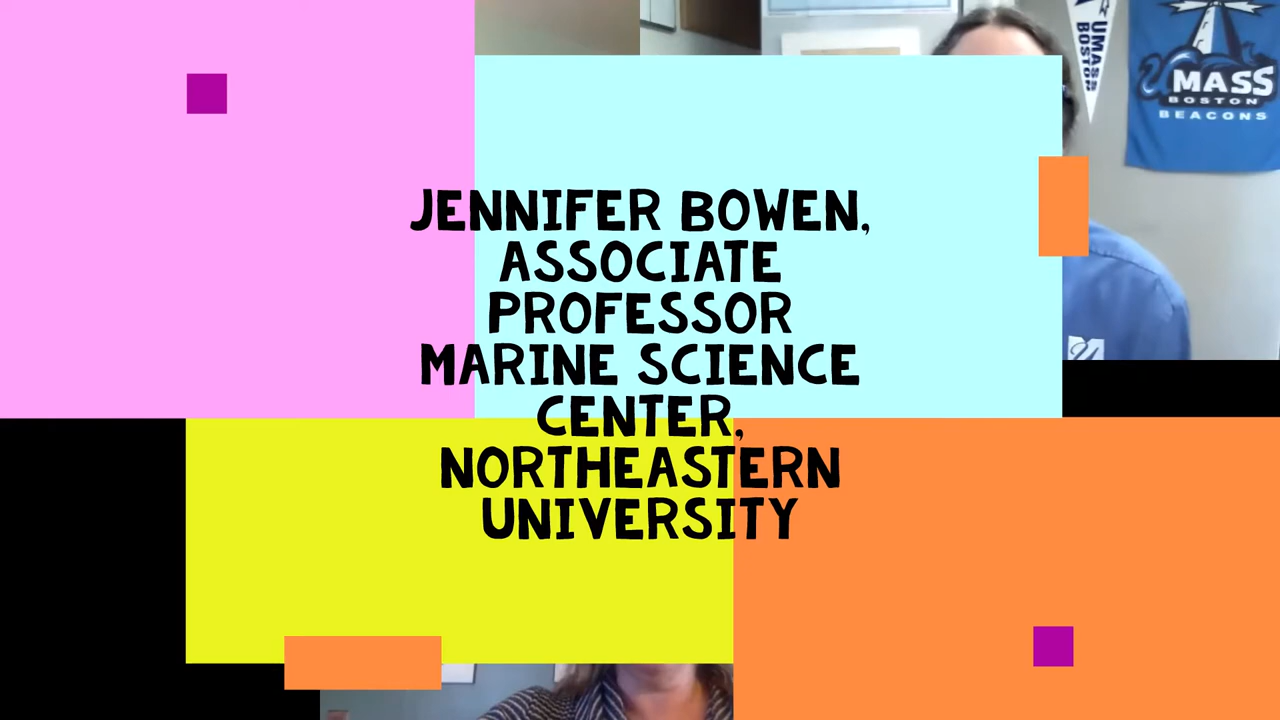 UMASS
BOSTON
MASS
BOSTON
BEACONS
JENNIFER BOWEN,
ASSOCIATE
PROFESSOR
MARINE SCIENCE
CENTER,
NORTHEASTERN
UNIVERSITY